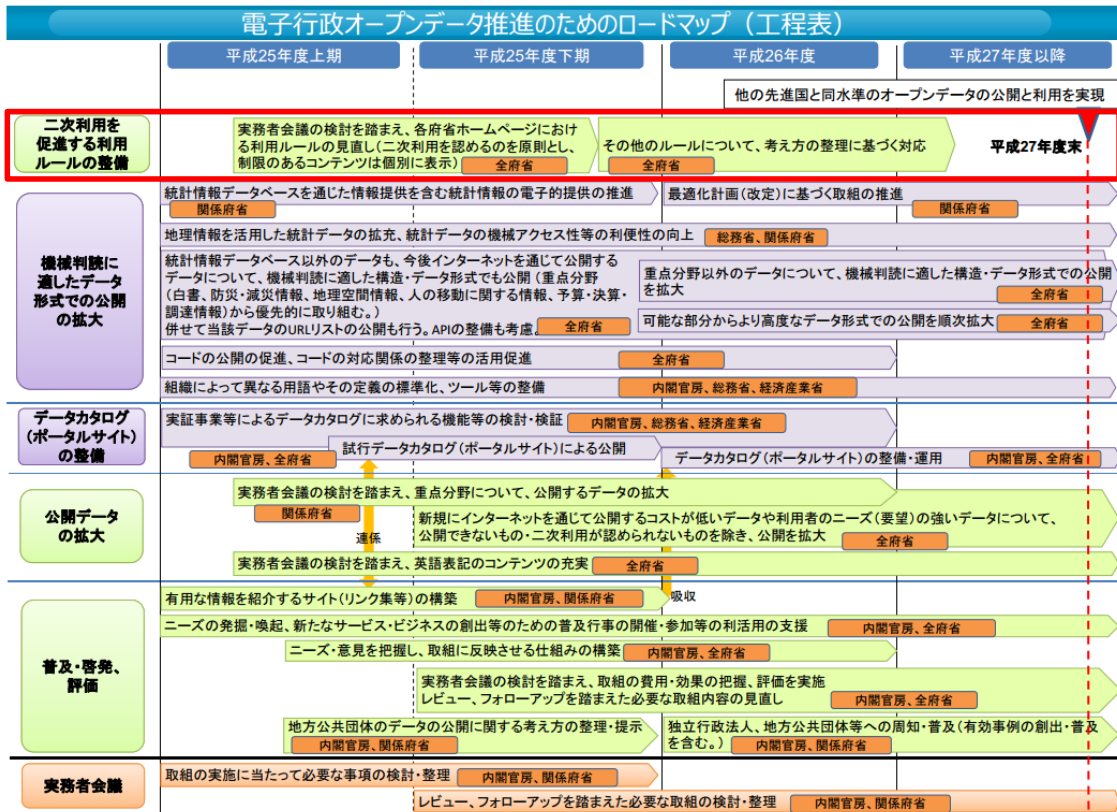 電子行政オープンデータ推進のためのロードマップ（工程表）
平成25年度上期
平成25年度下期
平成26年度
平成27年度以降
他の先進国と同水準のオープンデータの公開と利用を実現
二次利用を
促進する利用
ルールの整備
実務者会議の検討を踏まえ、各府省ホームページにおける
利用ルールの見直し(二次利用を認めるのを原則とし、
制限のあるコンテンツは個別に表示)
全府省
その他のルールについて、考え方の整理に基づく対応
全府省
平成27年度末
機械判読に
適したデータ
形式での公開
の拡大
統計情報データベースを通じた情報提供を含む統計情報の電子的提供の推進
関係府省
最適化計画(改定)に基づく取組の推進
関係府省
地理情報を活用した統計データの拡充、統計データの機械アクセス性等の利便性の向上
総務省、関係府省
統計情報データベース以外のデータも、今後インターネットを通じて公開する
データについて、機械判読に適した構造・データ形式でも公開(重点分野
(白書、防災・減災情報、地理空間情報、人の移動に関する情報、予算・決算・
調達情報)から優先的に取り組む。)
併せて当該データのURLリストの公開も行う。APIの整備も考慮。
全府省
重点分野以外のデータについて、機械判読に適した構造・データ形式での公開
を拡大
全府省
可能な部分からより高度なデータ形式での公開を順次拡大
全府省
コードの公開の促進、コードの対応関係の整理等の活用促進
全府省
組織によって異なる用語やその定義の標準化、ツール等の整備
内閣官房、総務省、経済産業省
データカタログ
(ポータルサイト)
の整備
実証事業等によるデータカタログに求められる機能等の検討・検証
内閣官房、総務省、経済産業省
試行データカタログ(ポータルサイト)による公開
内閣官房、全府省
データカタログ(ポータルサイト)の整備・運用
内閣官房、全府省
公開データ
の拡大
実務者会議の検討を踏まえ、重点分野について、公開するデータの拡大
関係府省
連係
新規にインターネットを通じて公開するコストが低いデータや利用者のニーズ(要望)の強いデータについて、
公開できないもの・二次利用が認められないものを除き、公開を拡大
全府省
実務者会議の検討を踏まえ、英語表記のコンテンツの充実
全府省
普及・啓発、
評価
有用な情報を紹介するサイト(リンク集等)の構築
内閣官房、関係府省
吸収
ニーズの発掘・喚起、新たなサービス・ビジネスの創出等のための普及行事の開催・参加等の利活用の支援
内閣官房、全府省
ニーズ・意見を把握し、取組に反映させる仕組みの構築
内閣官房、全府省
実務者会議の検討を踏まえ、取組の費用・効果の把握、評価を実施
レビュー、フォローアップを踏まえた必要な取組内容の見直し
内閣官房、全府省
地方公共団体のデータの公開に関する考え方の整理・提示
内閣官房、関係府省
独立行政法人、地方公共団体等への周知・普及(有効事例の創出・普及
を含む。)
内閣官房、関係府省
実務者会議
取組の実施に当たって必要な事項の検討・整理
内閣官房、関係府省
レビュー、フォローアップを踏まえた必要な取組の検討・整理
内閣官房、関係府省